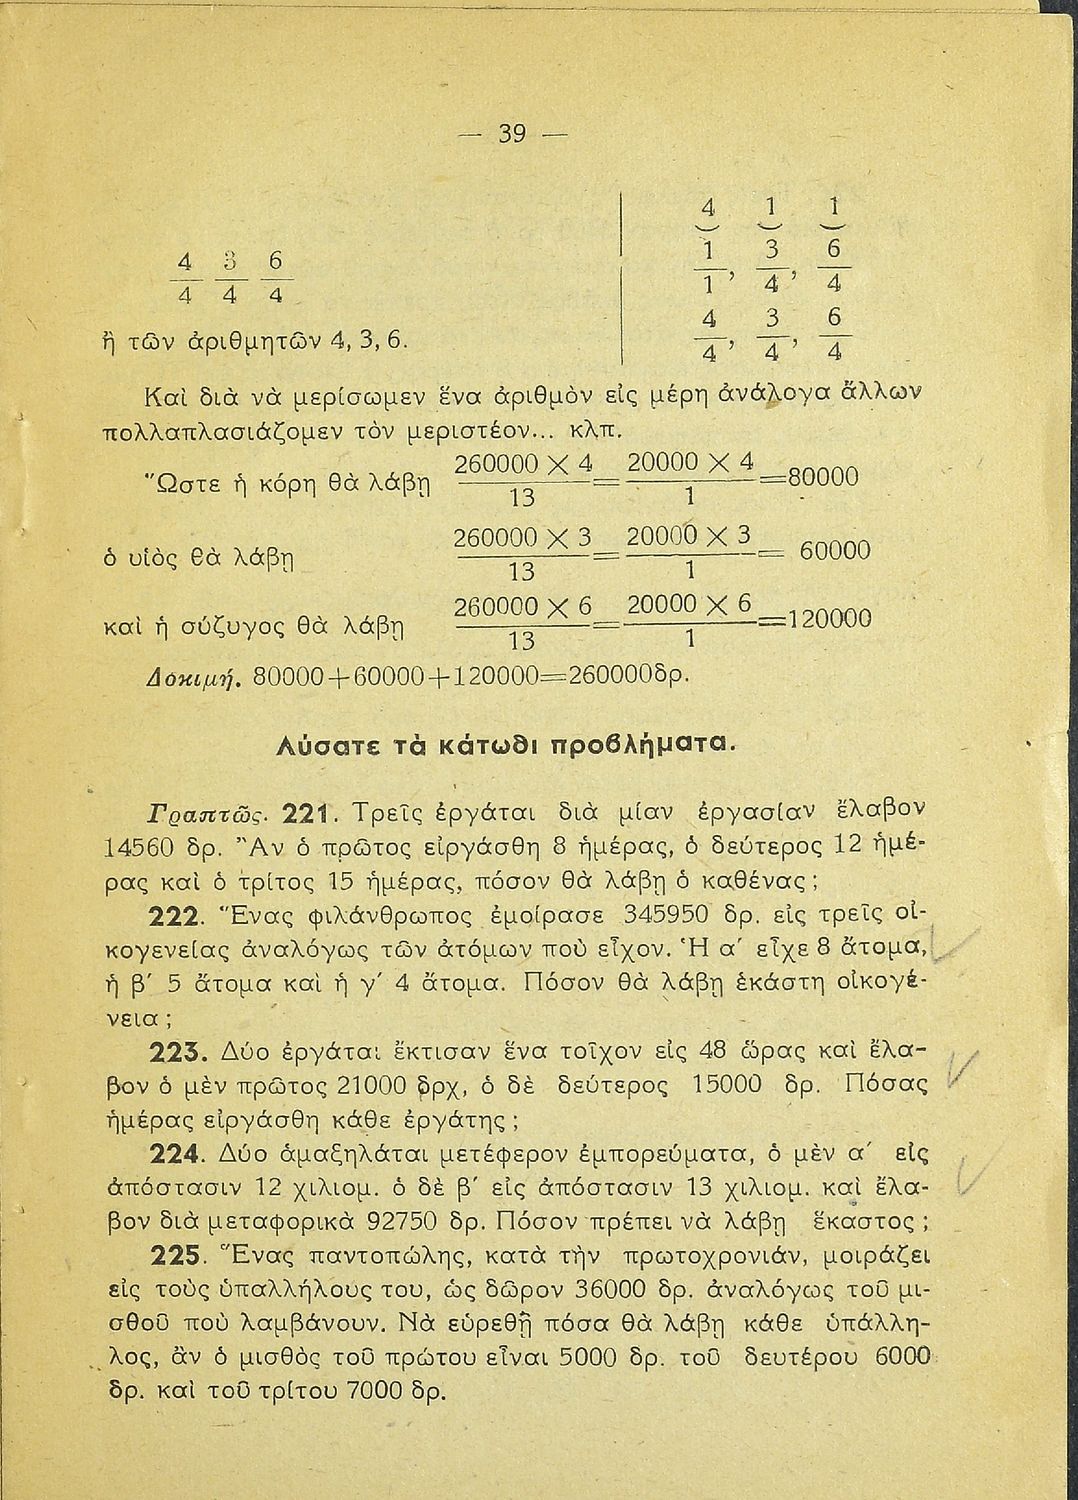 — 39 —
4 1 1
1/1, 3/4, 6/4
4/4 3/4 6/4
4/4, 3/4, 6/4
ἢ τῶν ἀριθμητῶν 4, 3, 6.
Καὶ διὰ νὰ μερίσωμεν ἕνα ἀριθμὸν εἰς μέρη ἀνάλογα ἄλλων
πολλαπλασιάζομεν τὸν μεριστέον... κλπ.
Ὥστε ἡ κόρη θὰ λάβῃ 260000 × 4 / 13 = 20000 × 4 / 1 =80000
ὁ υἱὸς θὰ λάβῃ 260000 × 3 / 13 = 20000 × 3 / 1 = 60000
καὶ ἡ σύζυγος θὰ λάβῃ 260000 × 6 / 13 = 20000 × 6 / 1 =120000
Δοκιμή. 80000+60000+120000=260000δρ.
Λύσατε τὰ κάτωθι προβλήματα.
Γραπτῶς. 221. Τρεῖς ἐργάται διὰ μίαν ἐργασίαν ἔλαβον
14560 δρ. Ἂν ὁ πρῶτος εἰργάσθη 8 ἡμέρας, ὁ δεύτερος 12 ἡμέ-
ρας καὶ ὁ τρίτος 15 ἡμέρας, πόσον θὰ λάβῃ ὁ καθένας ;
222. Ἕνας φιλάνθρωπος ἐμοίρασε 345950 δρ. εἰς τρεῖς οἰ-
κογενείας ἀναλόγως τῶν ἀτόμων ποὺ εἶχον. Ἡ α′ εἶχε 8 ἄτομα,
ἡ β′ 5 ἄτομα καὶ ἡ γ′ 4 ἄτομα. Πόσον θὰ λάβῃ ἑκάστη οἰκογέ-
νεια ;
223. Δύο ἐργάται ἔκτισαν ἕνα τοῖχον εἰς 48 ὥρας καὶ ἔλα-
βον ὁ μὲν πρῶτος 21000 δρχ, ὁ δὲ δεύτερος 15000 δρ. Πόσας
ἡμέρας εἰργάσθη κάθε ἐργάτης ;
224. Δύο ἁμαξηλάται μετέφερον ἐμπορεύματα, ὁ μὲν α′ εἰς
ἀπόστασιν 12 χιλιομ. ὁ δὲ β′ εἰς ἀπόστασιν 13 χιλιομ. καὶ ἔλα-
βον διὰ μεταφορικὰ 92750 δρ. Πόσον πρέπει νὰ λάβῃ ἕκαστος ;
225. Ἕνας παντοπώλης, κατὰ τὴν πρωτοχρονιάν, μοιράζει
εἰς τοὺς ὑπαλλήλους του, ὡς δῶρον 36000 δρ. ἀναλόγως τοῦ μι-
σθοῦ ποὺ λαμβάνουν. Νὰ εὑρεθῇ πόσα θὰ λάβῃ κάθε ὑπάλλη-
λος, ἂν ὁ μισθὸς τοῦ πρώτου εἶναι 5000 δρ. τοῦ δευτέρου 6000
δρ. καὶ τοῦ τρίτου 7000 δρ.